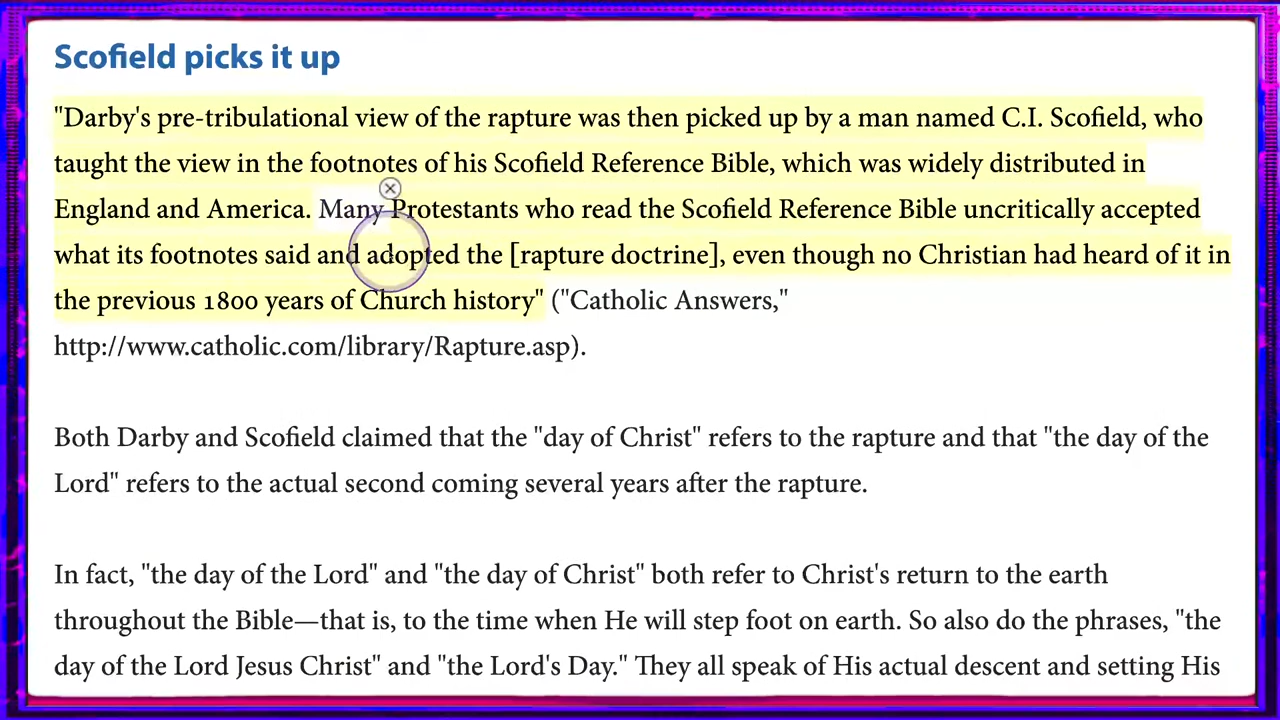 Scofield picks it up
"Darby's pre-tribulational view of the rapture was then picked up by a man named C.I. Scofield, who
taught the view in the footnotes of his Scofield Reference Bible, which was widely distributed in
England and America. Many Protestants who read the Scofield Reference Bible uncritically accepted
what its footnotes said and adopted the [rapture doctrine], even though no Christian had heard of it in
the previous 1800 years of Church history" ("Catholic Answers,"
http://www.catholic.com/library/Rapture.asp).
Both Darby and Scofield claimed that the "day of Christ" refers to the rapture and that "the day of the
Lord" refers to the actual second coming several years after the rapture.
In fact, "the day of the Lord" and "the day of Christ" both refer to Christ's return to the earth
throughout the Bible—that is, to the time when He will step foot on earth. So also do the phrases, "the
day of the Lord Jesus Christ" and "the Lord's Day." They all speak of His actual descent and setting His